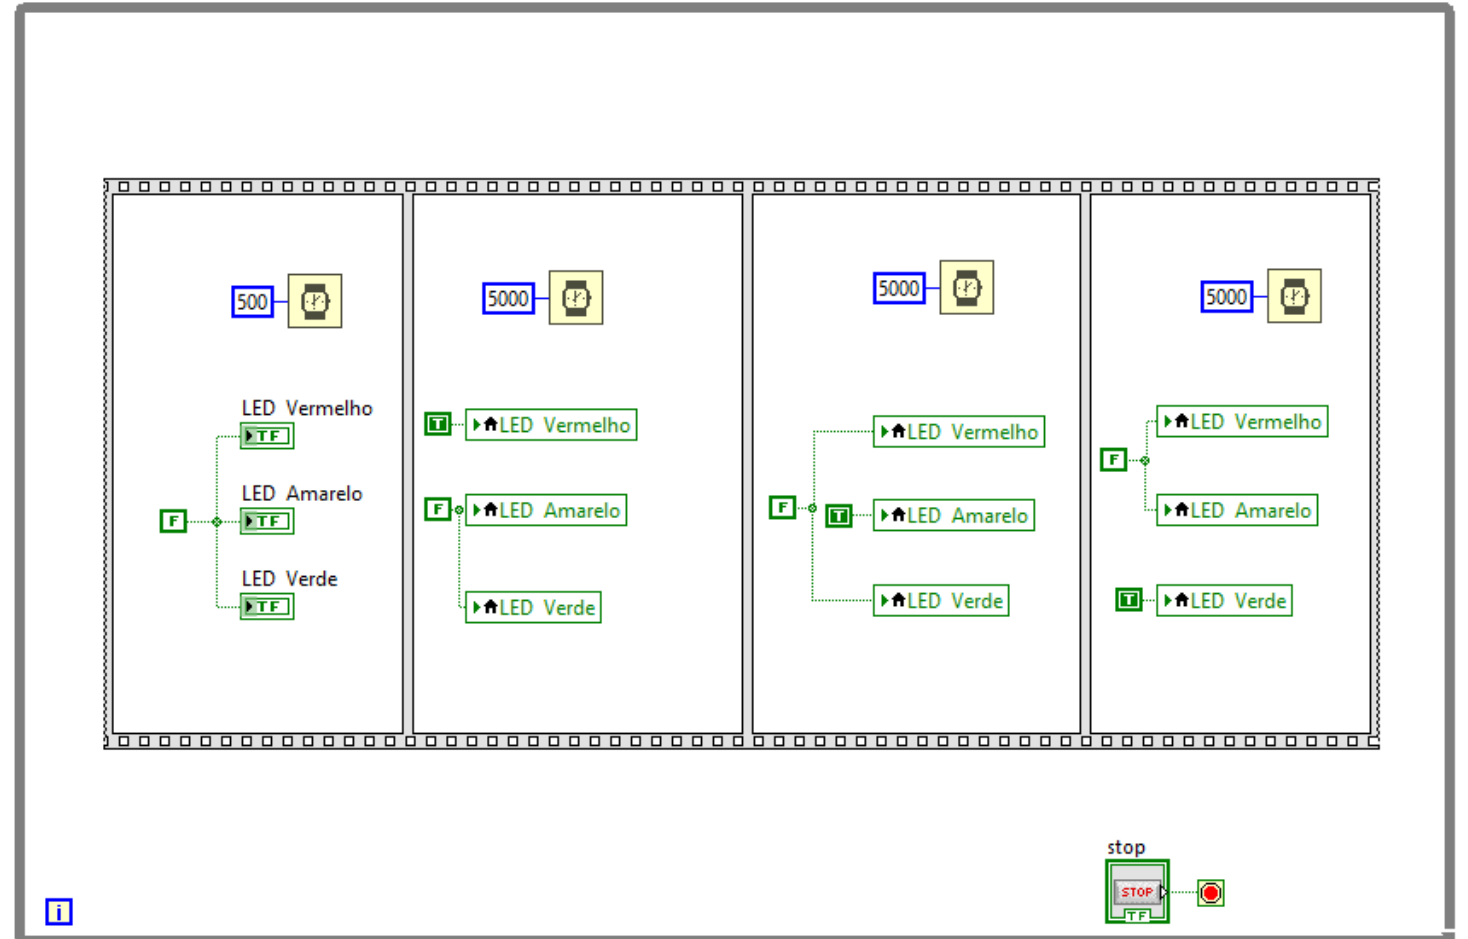 500
LED Vermelho
TF
LED Amarelo
F
TF
LED Verde
TF
5000
T
LED Vermelho
F
LED Amarelo
LED Verde
5000
LED Vermelho
F
T
LED Amarelo
LED Verde
5000
LED Vermelho
F
LED Amarelo
T
LED Verde
stop
STOP
TF
i